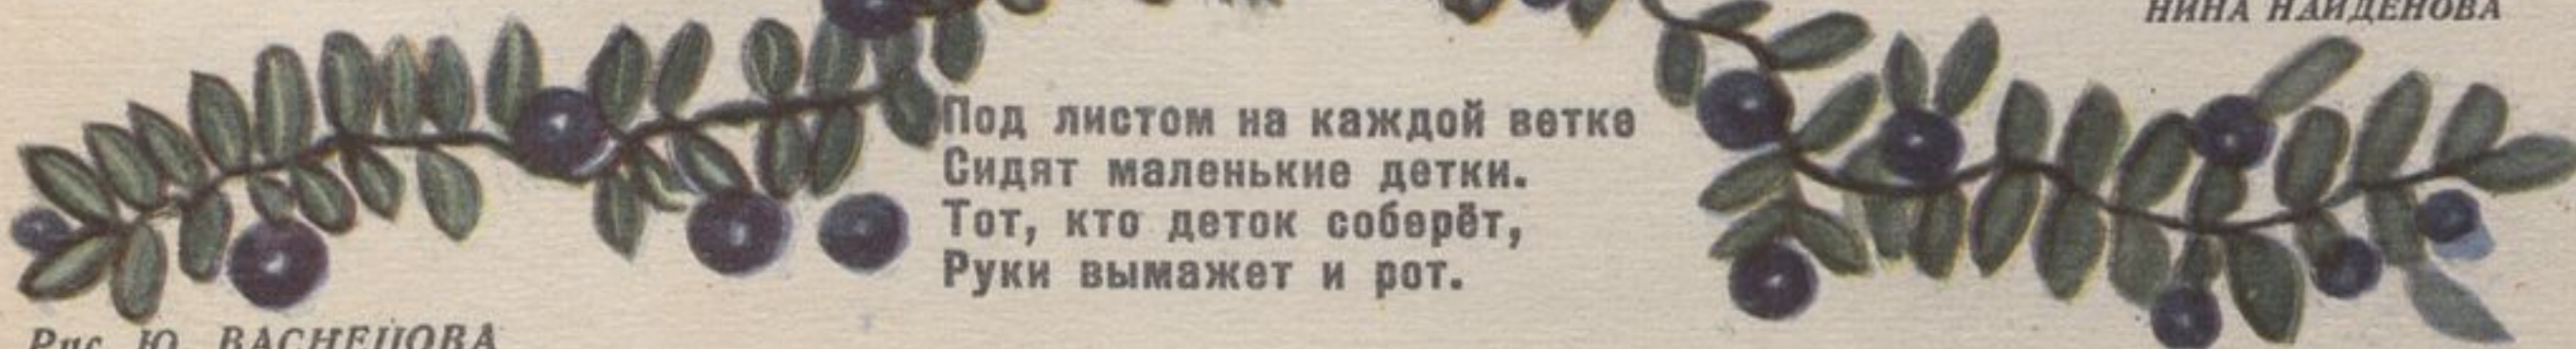 НИНА НАЙДЕНОВА
Под листом на каждой ветке
Сидят маленькие детки.
Тот, кто деток соберёт,
Руки вымажет и рот.
Рис. Ю. ВАСНЕЦОВА